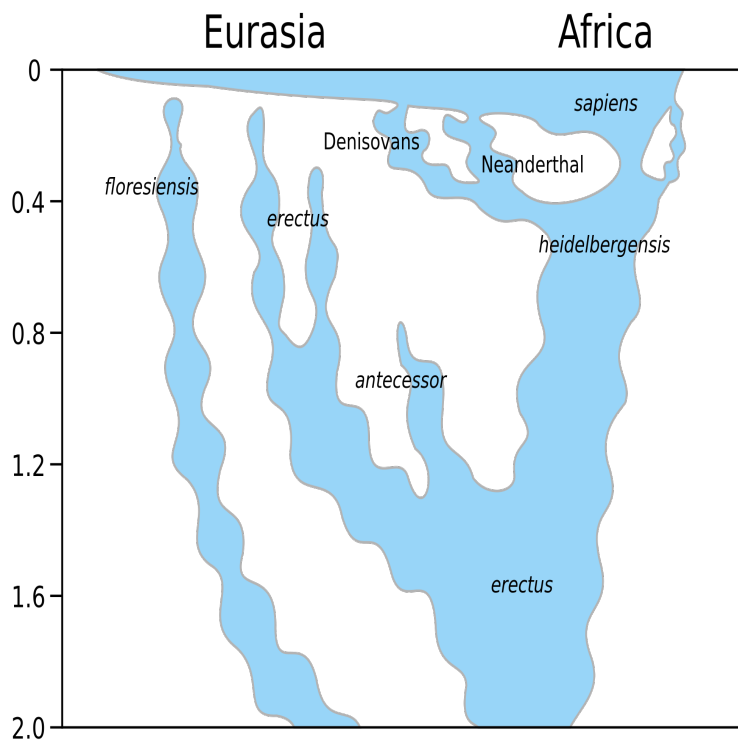 Eurasia Africa
0
sapiens
Denisovans
Neanderthal
floresiensis
0.4
erectus
heidelbergensis
0.8
antecessor
1.2
erectus
1.6
2.0